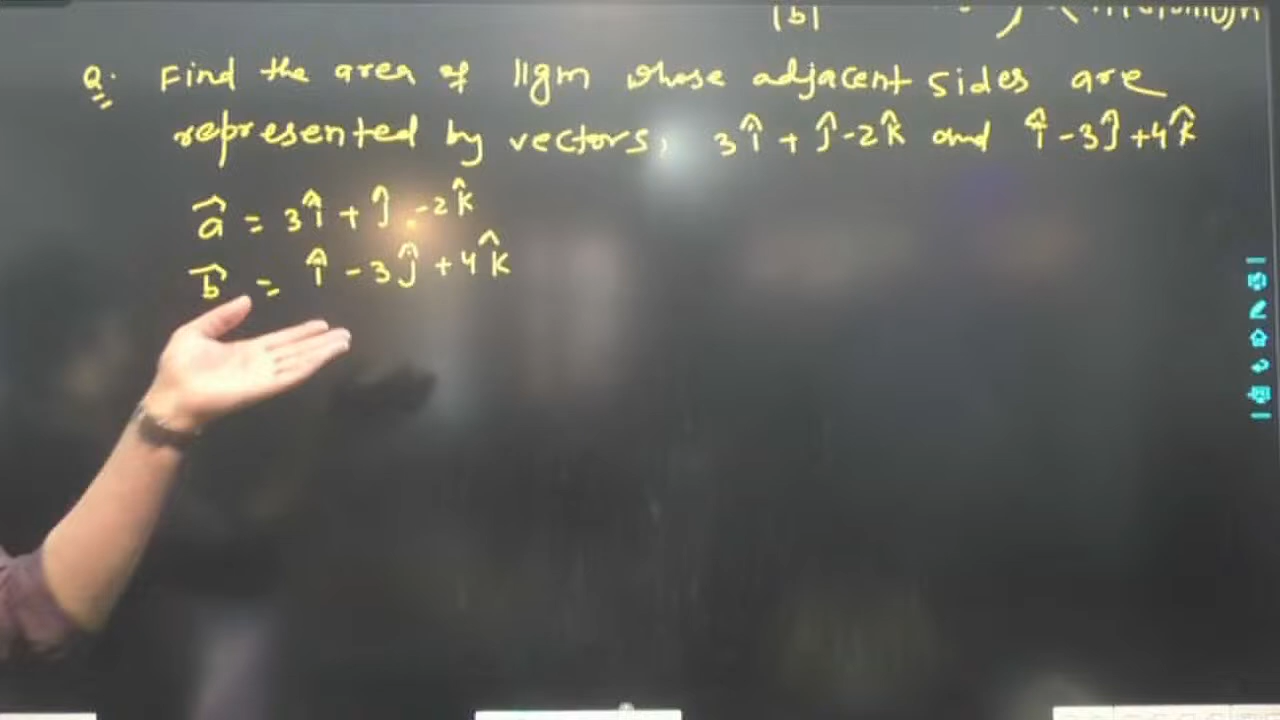 |b|
Q. Find the area of ||gm whose adjacent sides are
represented by vectors, 3î + ĵ - 2k̂ and î - 3ĵ + 4k̂
a⃗ = 3î + ĵ - 2k̂
b⃗ = î - 3ĵ + 4k̂